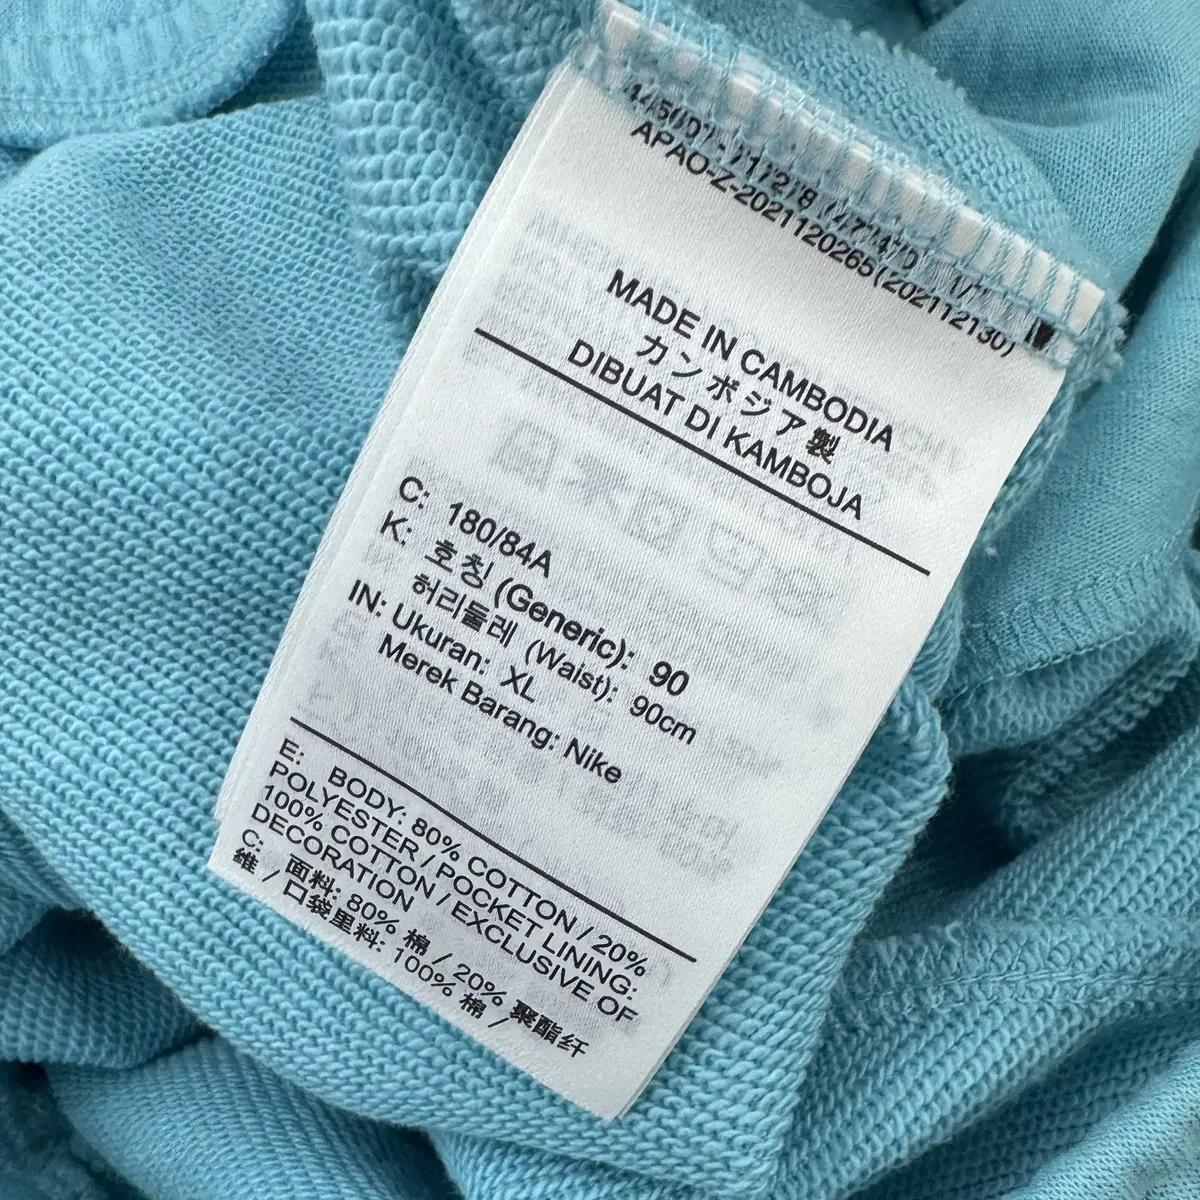 APAO-Z-2021120265(202112130)
MADE IN CAMBODIA
カンボジア製
DIBUAT DI KAMBOJA
C: 180/84A
K: 호칭 (Generic): 90
허리둘레 (Waist): 90cm
IN: Ukuran: XL
Merek Barang: Nike
E: BODY: 80% COTTON / 20%
POLYESTER / POCKET LINING:
100% COTTON / EXCLUSIVE OF
DECORATION
C: 面料: 80% 棉 / 20% 聚酯纤
维 / 口袋里料: 100% 棉 /